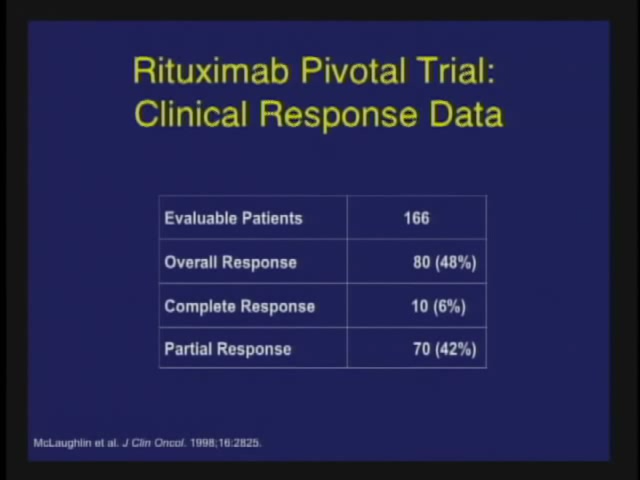 Rituximab Pivotal Trial:
Clinical Response Data
Evaluable Patients 166
Overall Response 80 (48%)
Complete Response 10 (6%)
Partial Response 70 (42%)
McLaughlin et al. J Clin Oncol. 1998;16:2825.